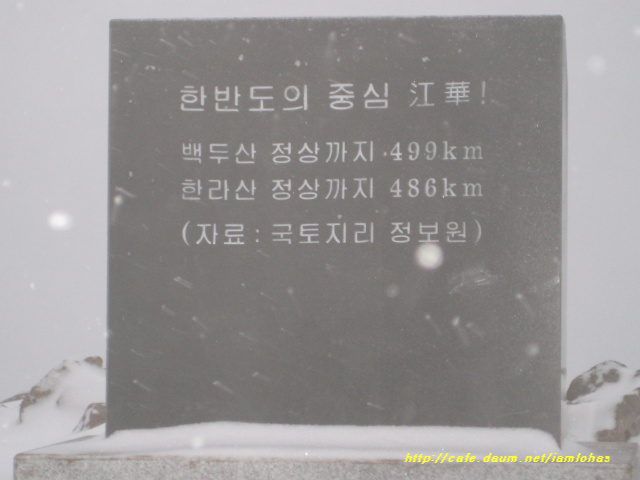 한반도의 중심 江華!
백두산 정상까지 499km
한라산 정상까지 486km
(자료 : 국토지리 정보원)
http://cafe.daum.net/iamlohas